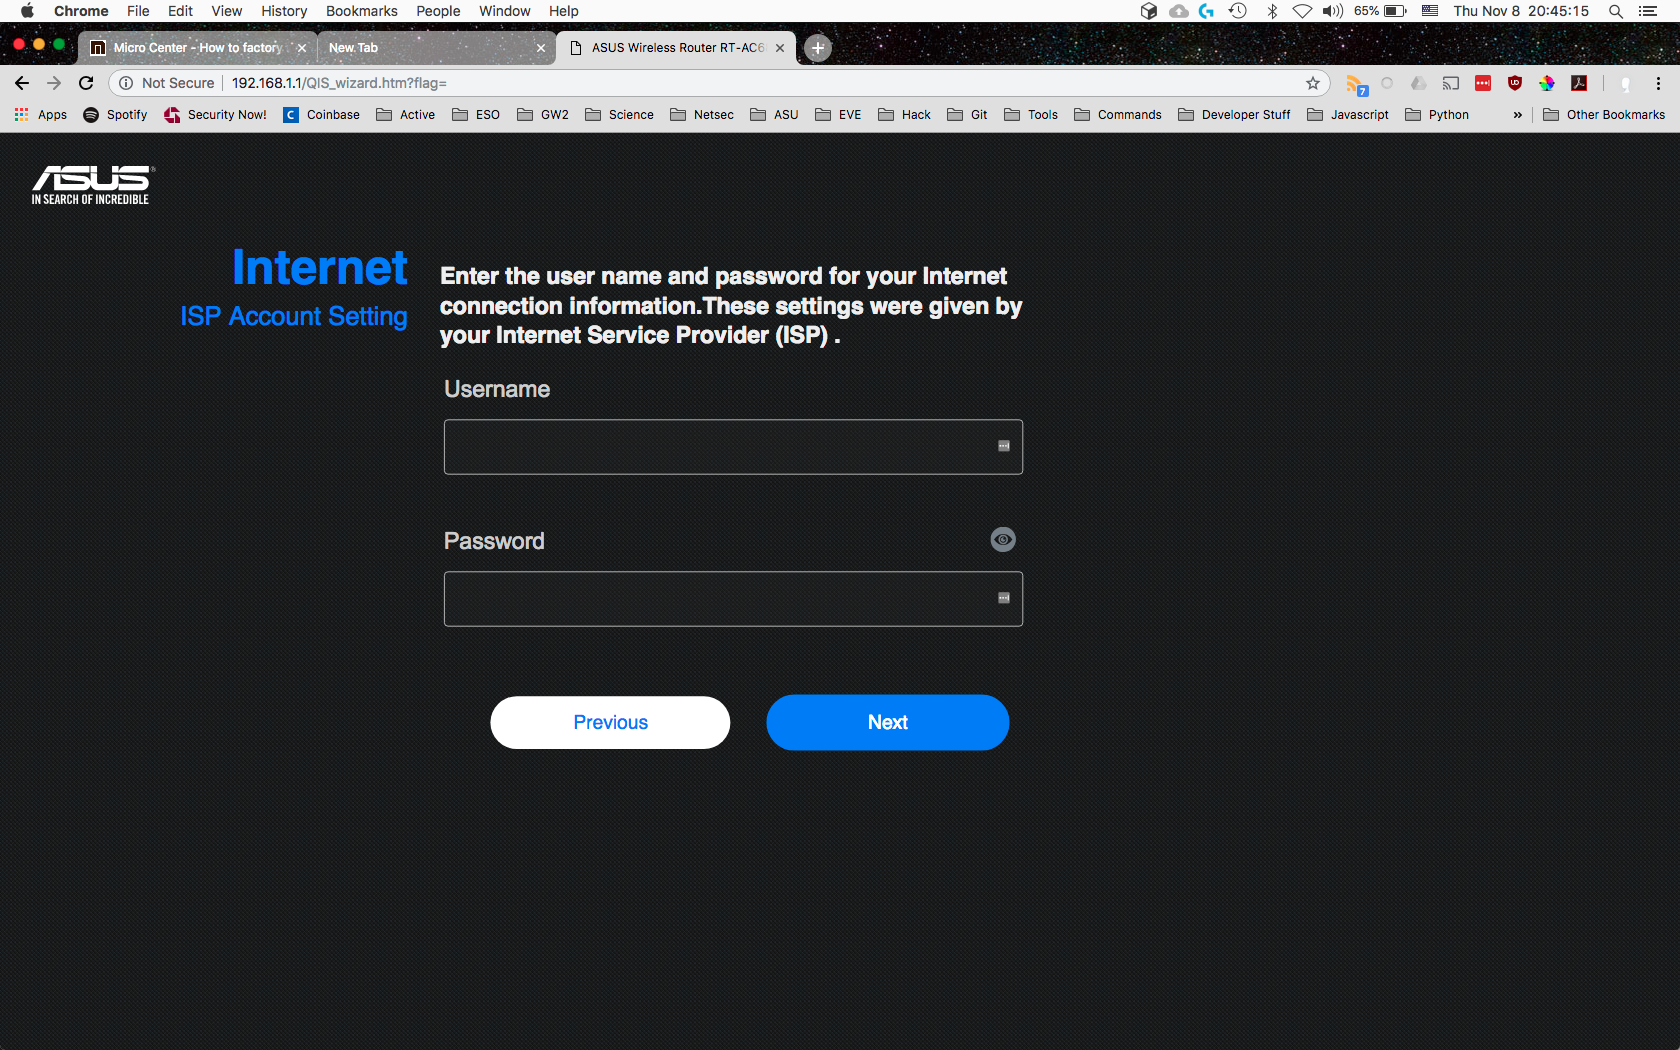 Chrome File Edit View History Bookmarks People Window Help 65% Thu Nov 8 20:45:15
Micro Center - How to factory New Tab ASUS Wireless Router RT-AC6
Not Secure 192.168.1.1/QIS_wizard.htm?flag= 7
Apps Spotify Security Now! Coinbase Active ESO GW2 Science Netsec ASU EVE Hack Git Tools Commands Developer Stuff Javascript Python » Other Bookmarks
ASUS
IN SEARCH OF INCREDIBLE
Internet
ISP Account Setting
Enter the user name and password for your Internet
connection information.These settings were given by
your Internet Service Provider (ISP) .
Username
Password
Previous Next